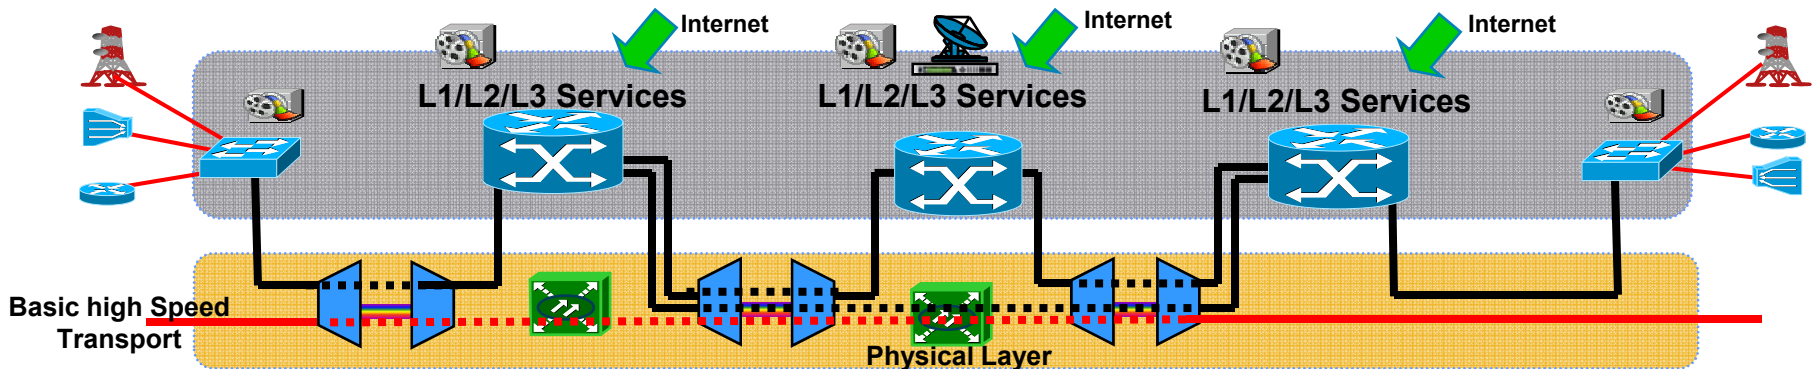 Internet
Internet
Internet
L1/L2/L3 Services
L1/L2/L3 Services
L1/L2/L3 Services
Basic high Speed
Transport
Physical Layer